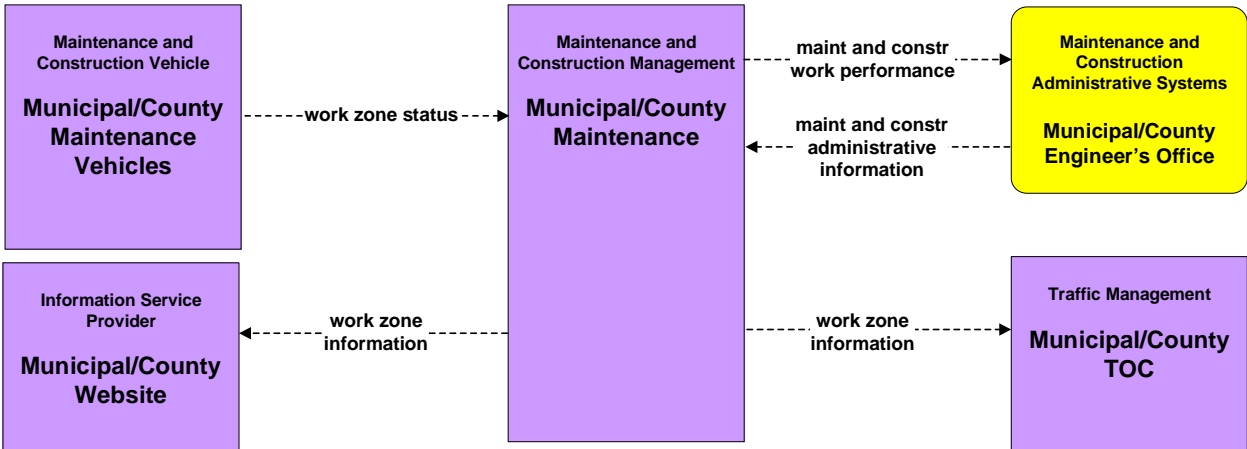 Maintenance and
Construction Vehicle
Municipal/County
Maintenance
Vehicles
work zone status
Maintenance and
Construction Management
Municipal/County
Maintenance
maint and constr
work performance
maint and constr
administrative
information
Maintenance and
Construction
Administrative Systems
Municipal/County
Engineer’s Office
Information Service
Provider
Municipal/County
Website
work zone
information
work zone
information
Traffic Management
Municipal/County
TOC